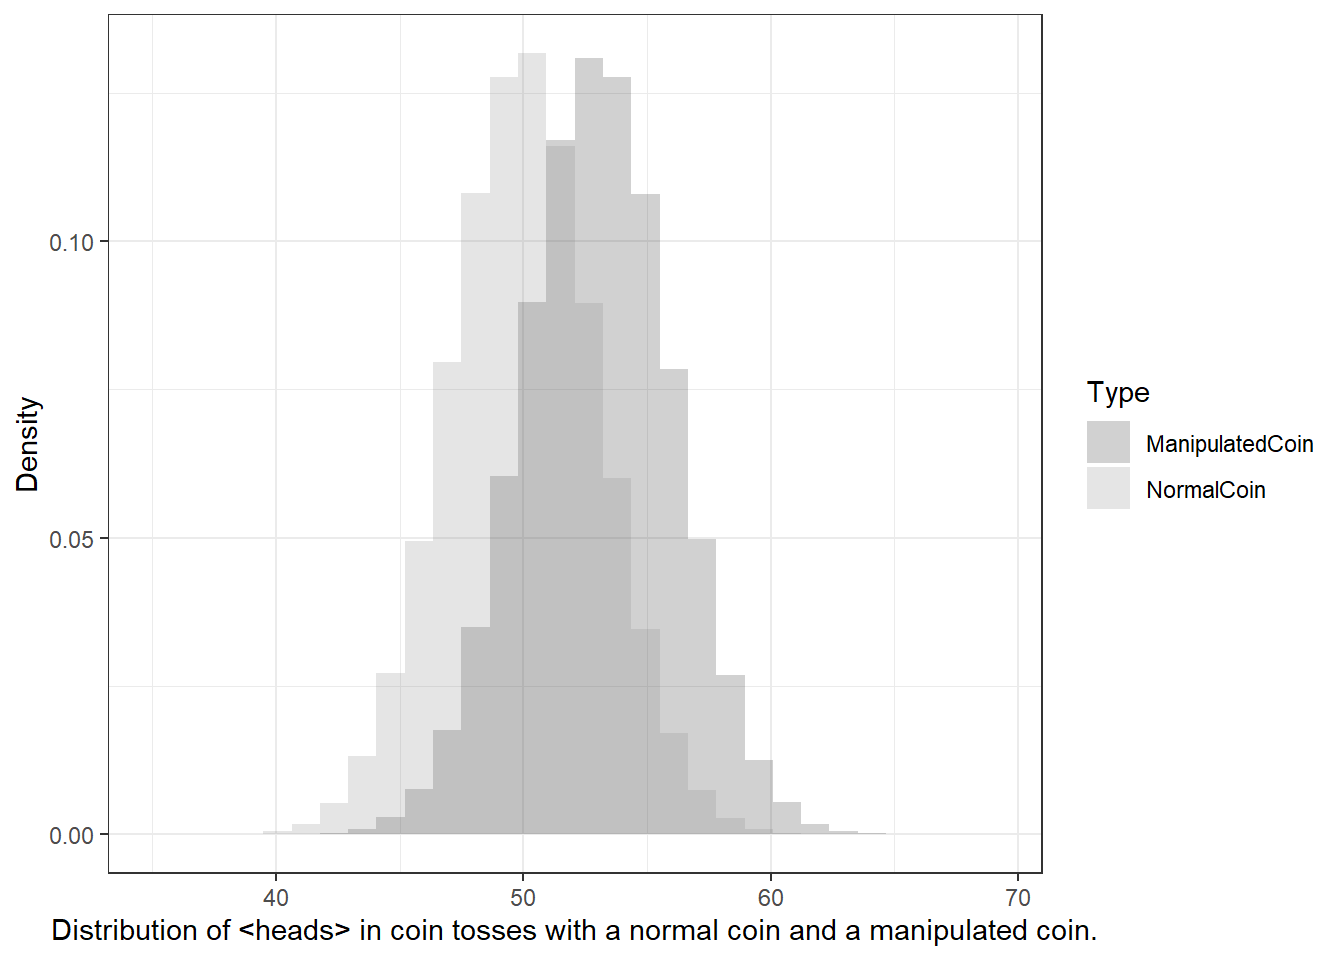 Density
0.10
0.05
0.00
40 50 60 70
Distribution of <heads> in coin tosses with a normal coin and a manipulated coin.
Type
ManipulatedCoin
NormalCoin